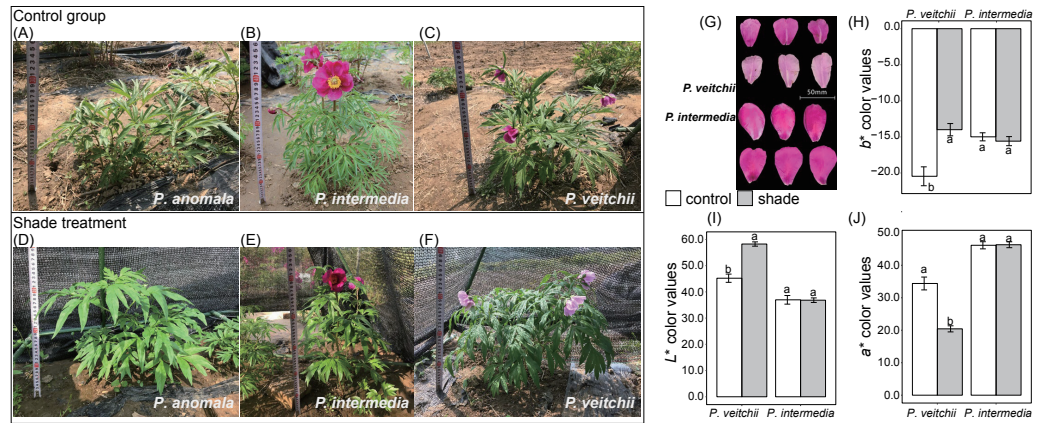 Control group
(A)
(B)
(C)
P. anomala
P. intermedia
P. veitchii
Shade treatment
(D)
(E)
(F)
P. anomala
P. intermedia
P. veitchii
(G)
P. veitchii
P. intermedia
50mm
control
shade
(H)
P. veitchii
P. intermedia
b* color values
0.0
−5.0
−10.0
−15.0
−20.0
b
a
a
a
(I)
L* color values
60.0
50.0
40.0
30.0
20.0
10.0
0.0
b
a
a
a
P. veitchii
P. intermedia
(J)
a* color values
50.0
40.0
30.0
20.0
10.0
0.0
a
b
a
a
P. veitchii
P. intermedia